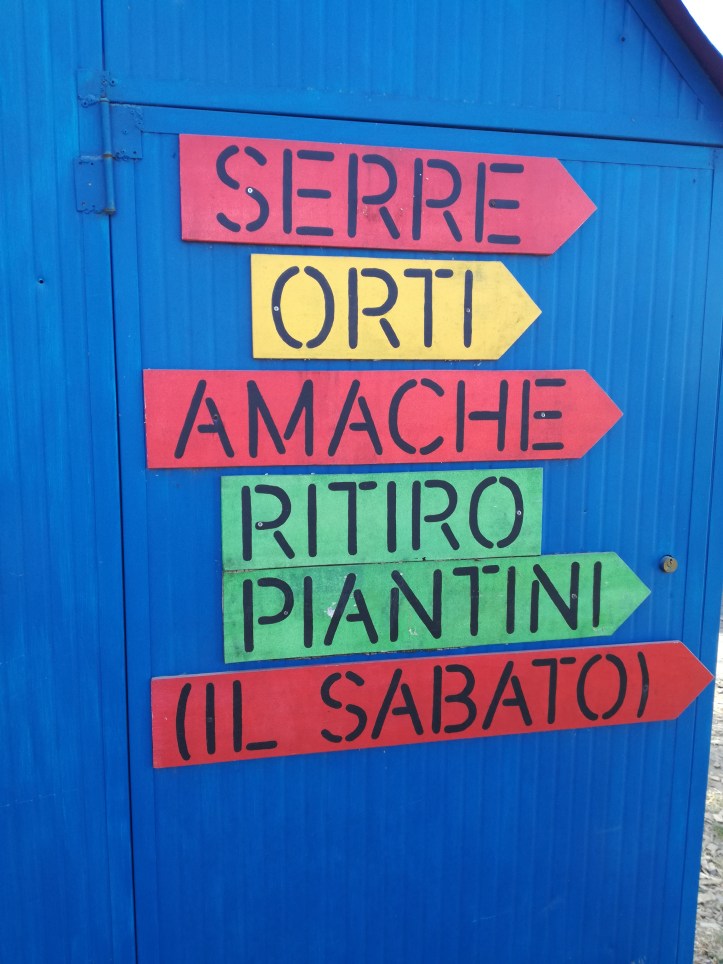 SERRE
ORTI
AMACHE
RITIRO
PIANTINI
(IL SABATO)